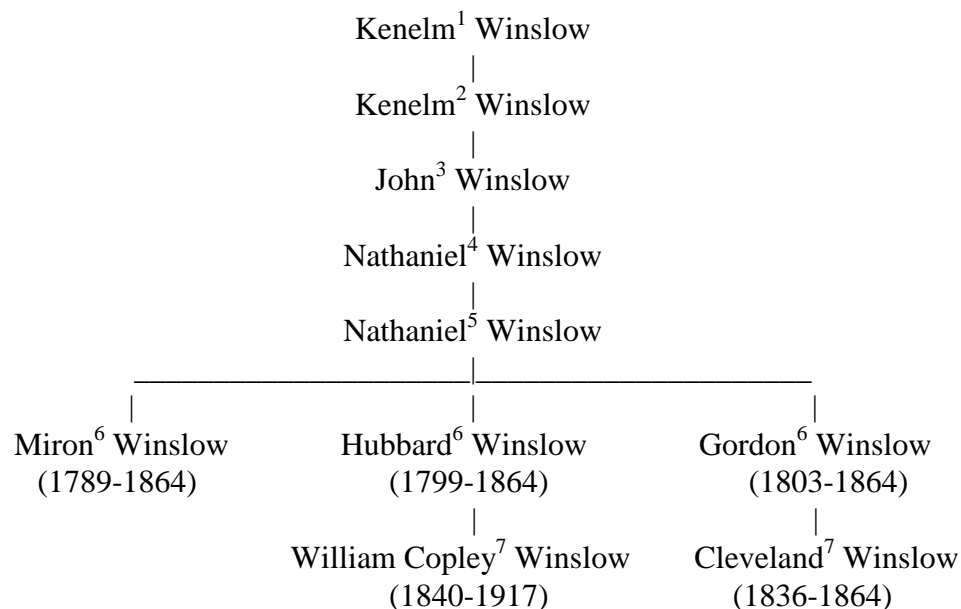 Kenelm¹ Winslow
Kenelm² Winslow
John³ Winslow
Nathaniel⁴ Winslow
Nathaniel⁵ Winslow
Miron⁶ Winslow Hubbard⁶ Winslow Gordon⁶ Winslow
(1789-1864) (1799-1864) (1803-1864)
William Copley⁷ Winslow Cleveland⁷ Winslow
(1840-1917) (1836-1864)